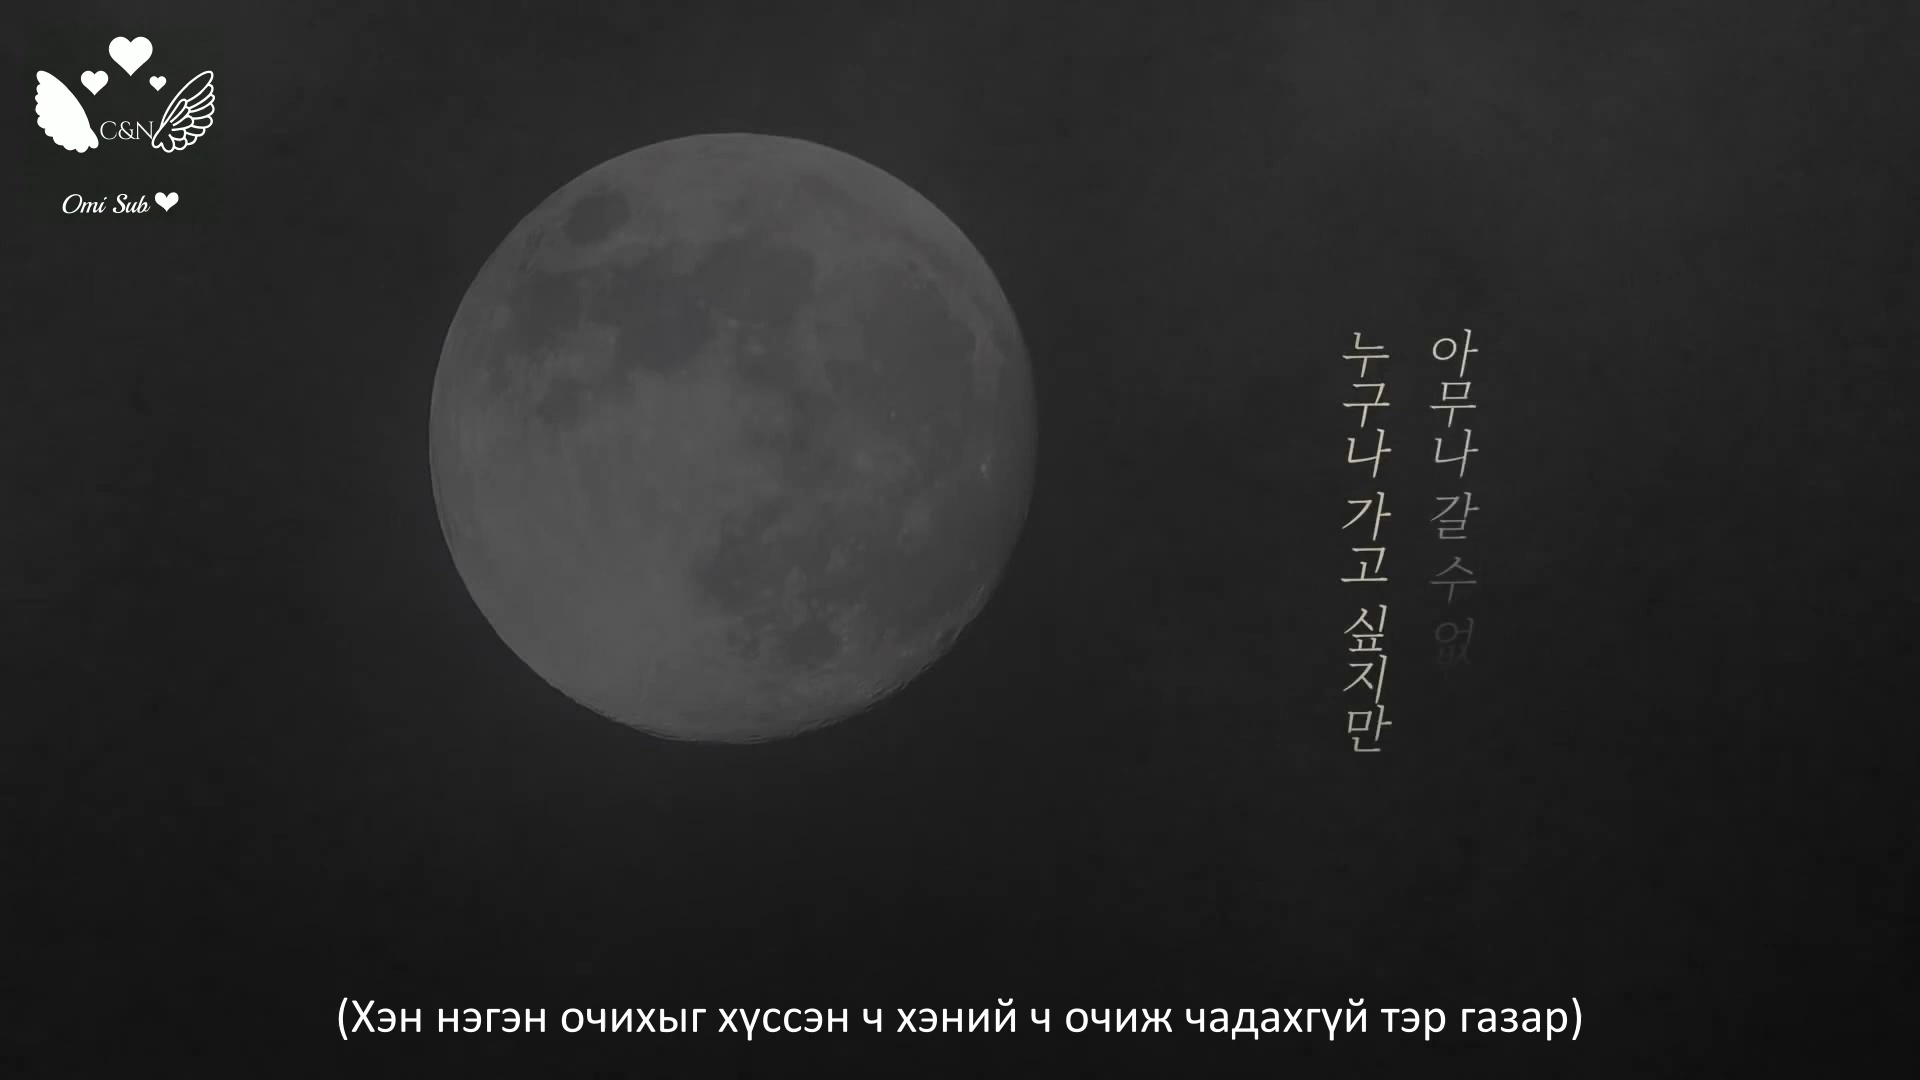 C&N
Omi Sub
누구나 가고 싶지만
아무나 갈 수 없
(Хэн нэгэн очихыг хүссэн ч хэний ч очиж чадахгүй тэр газар)